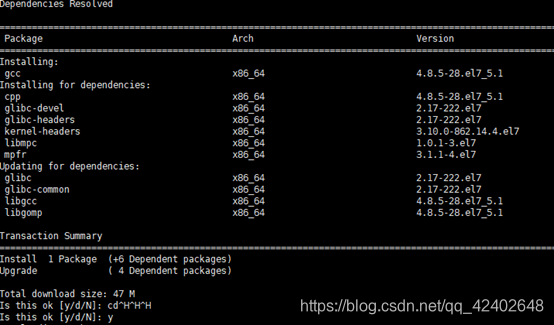 Dependencies Resolved
Package Arch Version
Installing:
gcc x86_64 4.8.5-28.el7_5.1
Installing for dependencies:
cpp x86_64 4.8.5-28.el7_5.1
glibc-devel x86_64 2.17-222.el7
glibc-headers x86_64 2.17-222.el7
kernel-headers x86_64 3.10.0-862.14.4.el7
libmpc x86_64 1.0.1-3.el7
mpfr x86_64 3.1.1-4.el7
Updating for dependencies:
glibc x86_64 2.17-222.el7
glibc-common x86_64 2.17-222.el7
libgcc x86_64 4.8.5-28.el7_5.1
libgomp x86_64 4.8.5-28.el7_5.1
Transaction Summary
Install 1 Package (+6 Dependent packages)
Upgrade ( 4 Dependent packages)
Total download size: 47 M
Is this ok [y/d/N]: cd^H^H^H
Is this ok [y/d/N]: y
https://blog.csdn.net/qq_42402648